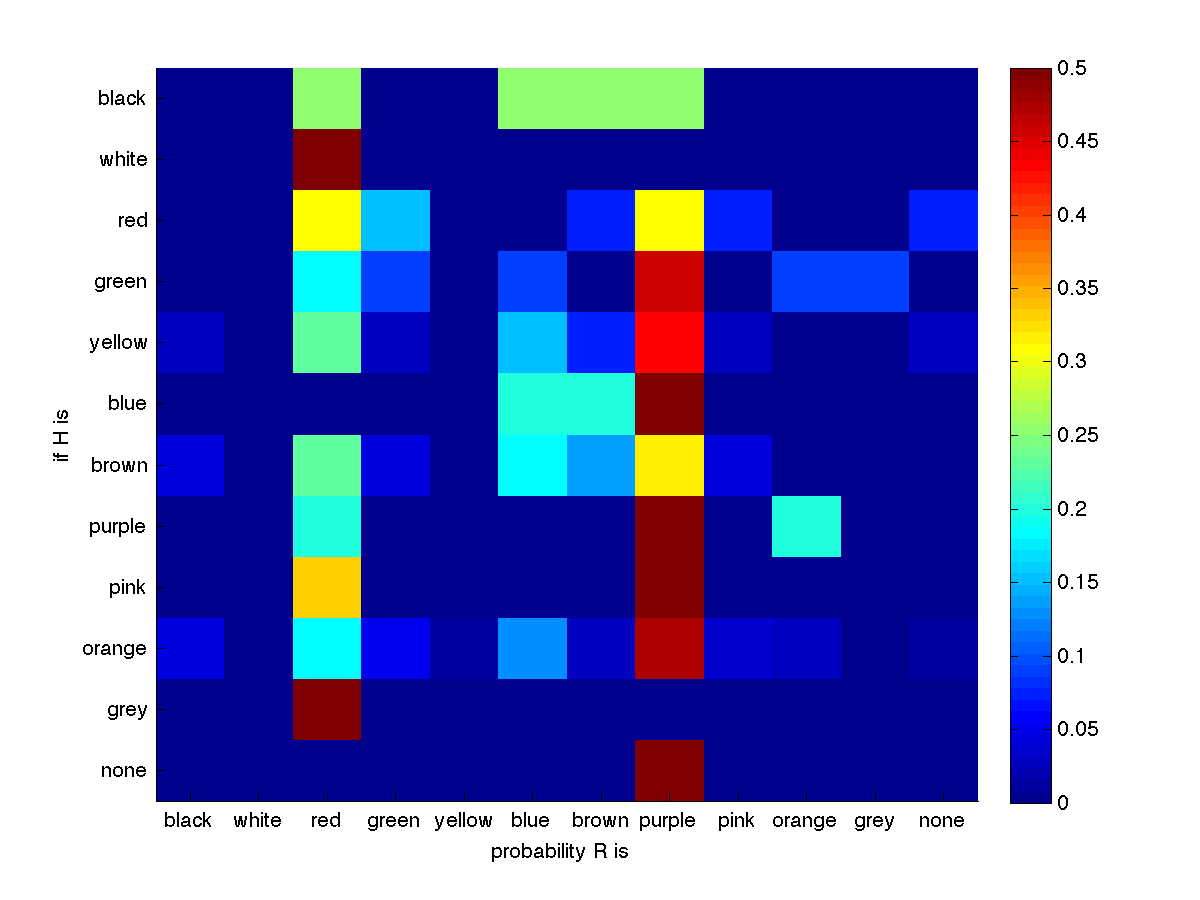 black
white
red
green
yellow
blue
brown
purple
pink
orange
grey
none
if H is
black white red green yellow blue brown purple pink orange grey none
probability R is
0.5
0.45
0.4
0.35
0.3
0.25
0.2
0.15
0.1
0.05
0